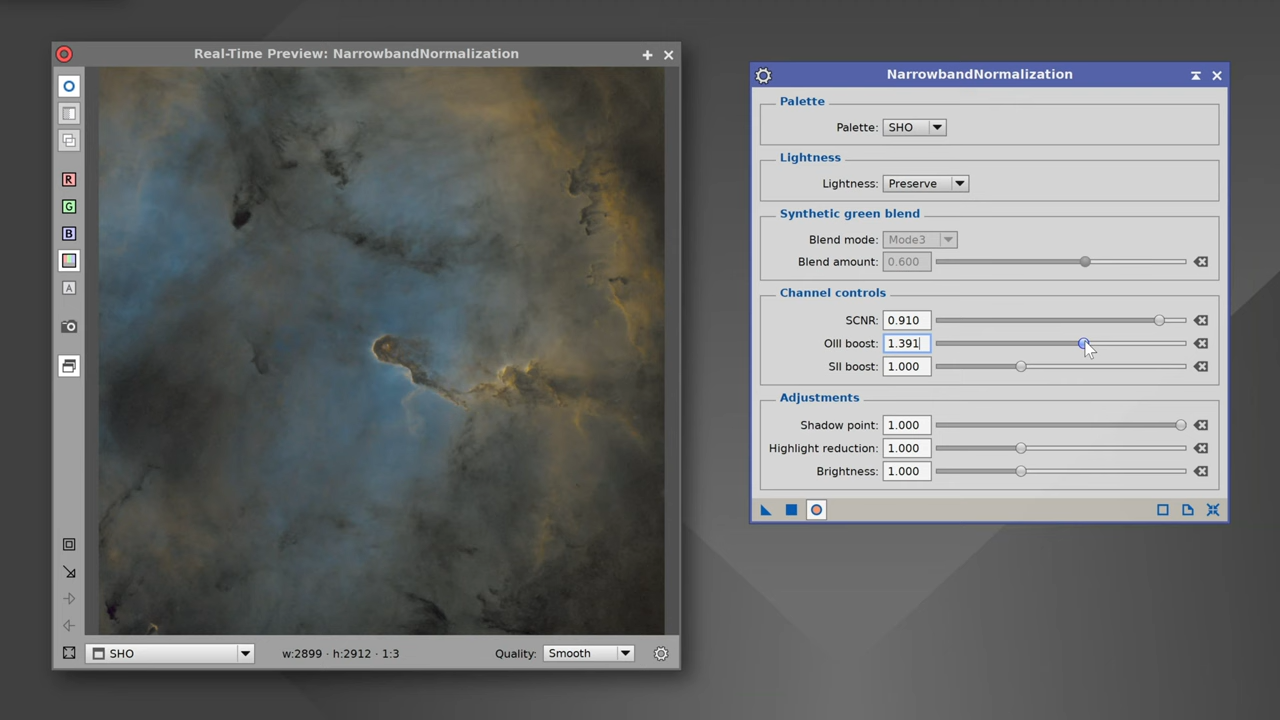 Real-Time Preview: NarrowbandNormalization
R
G
B
A
SHO
w:2899 · h:2912 · 1:3
Quality: Smooth
NarrowbandNormalization
Palette
Palette: SHO
Lightness
Lightness: Preserve
Synthetic green blend
Blend mode: Mode3
Blend amount: 0.600
Channel controls
SCNR: 0.910
OIII boost: 1.391
SII boost: 1.000
Adjustments
Shadow point: 1.000
Highlight reduction: 1.000
Brightness: 1.000